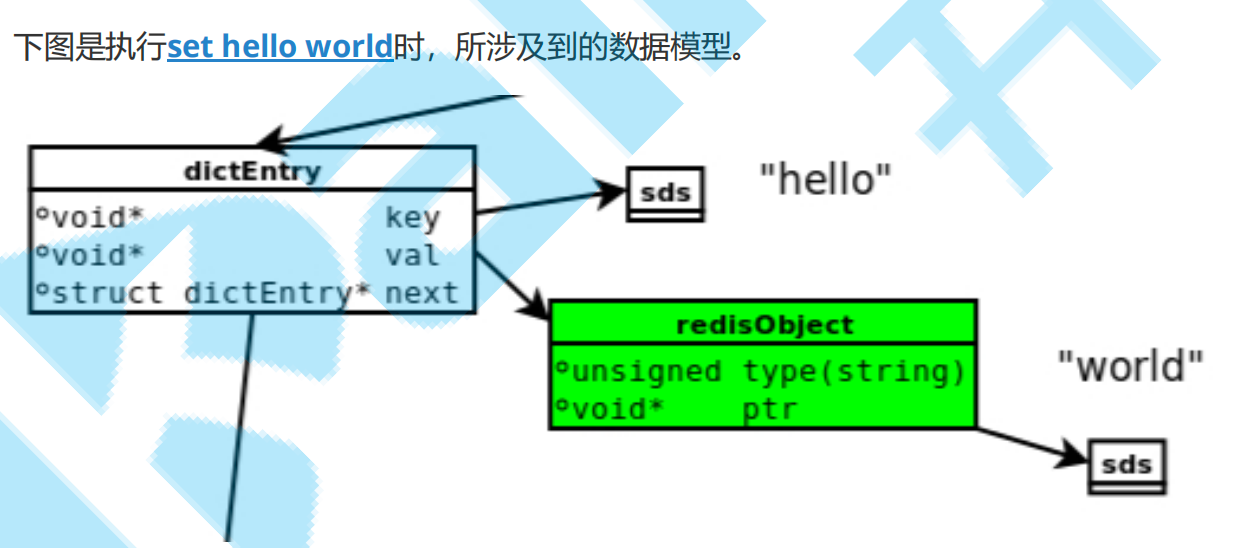 下图是执行set hello world时，所涉及到的数据模型。
dictEntry
void* key
void* val
struct dictEntry* next
sds
"hello"
redisObject
unsigned type(string)
void* ptr
"world"
sds